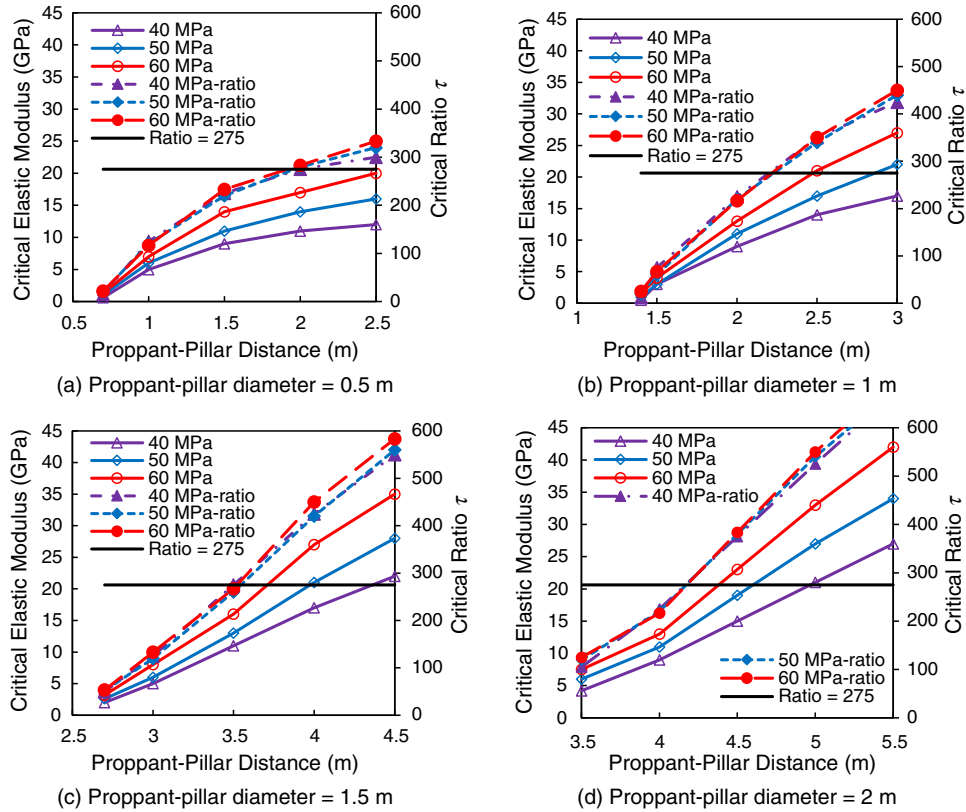 45
40
35
30
25
20
15
10
5
0
Critical Elastic Modulus (GPa)
40 MPa
50 MPa
60 MPa
40 MPa-ratio
50 MPa-ratio
60 MPa-ratio
Ratio = 275
600
500
400
300
200
100
0
Critical Ratio τ
0.5 1 1.5 2 2.5
Proppant-Pillar Distance (m)
(a) Proppant-pillar diameter = 0.5 m
45
40
35
30
25
20
15
10
5
0
Critical Elastic Modulus (GPa)
40 MPa
50 MPa
60 MPa
40 MPa-ratio
50 MPa-ratio
60 MPa-ratio
Ratio = 275
600
500
400
300
200
100
0
Critical Ratio τ
1 1.5 2 2.5 3
Proppant-Pillar Distance (m)
(b) Proppant-pillar diameter = 1 m
45
40
35
30
25
20
15
10
5
0
Critical Elastic Modulus (GPa)
40 MPa
50 MPa
60 MPa
40 MPa-ratio
50 MPa-ratio
60 MPa-ratio
Ratio = 275
600
500
400
300
200
100
0
Critical Ratio τ
2.5 3 3.5 4 4.5
Proppant-Pillar Distance (m)
(c) Proppant-pillar diameter = 1.5 m
45
40
35
30
25
20
15
10
5
0
Critical Elastic Modulus (GPa)
40 MPa
50 MPa
60 MPa
40 MPa-ratio
50 MPa-ratio
60 MPa-ratio
Ratio = 275
600
500
400
300
200
100
0
Critical Ratio τ
3.5 4 4.5 5 5.5
Proppant-Pillar Distance (m)
(d) Proppant-pillar diameter = 2 m